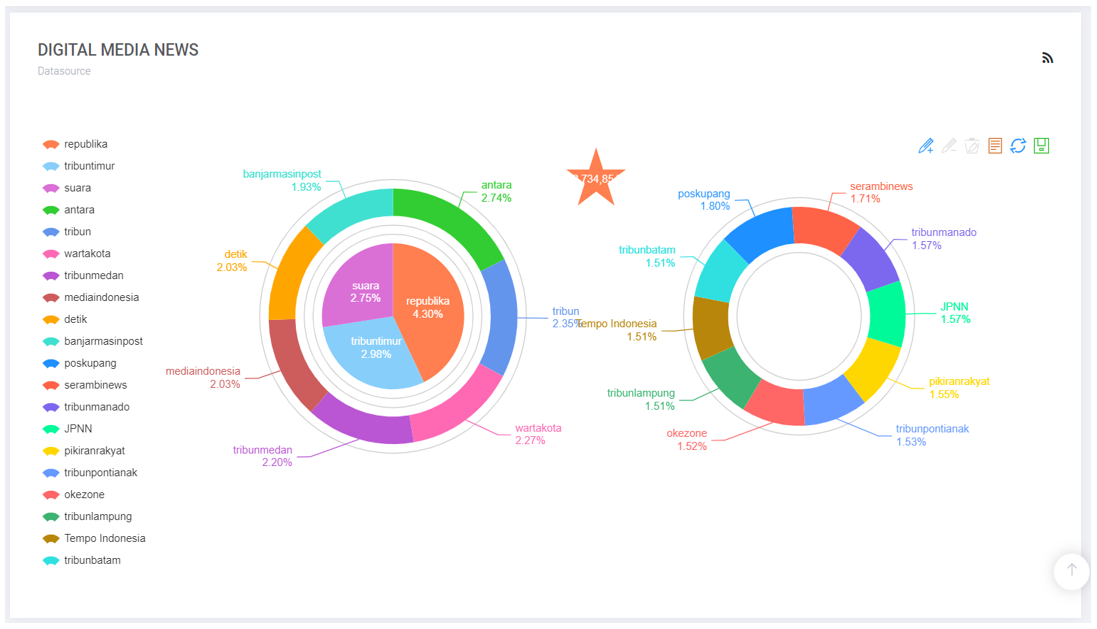 DIGITAL MEDIA NEWS
Datasource
republika
tribuntimur
suara
antara
tribun
wartakota
tribunmedan
mediaindonesia
detik
banjarmasinpost
poskupang
serambinews
tribunmanado
JPNN
pikiranrakyat
tribunpontianak
okezone
tribunlampung
Tempo Indonesia
tribunbatam
banjarmasinpost
1.93%
antara
2.74%
detik
2.03%
suara
2.75%
republika
4.30%
tribuntimur
2.98%
tribun
2.35%
mediaindonesia
2.03%
wartakota
2.27%
tribunmedan
2.20%
poskupang
1.80%
serambinews
1.71%
tribunmanado
1.57%
tribunbatam
1.51%
JPNN
1.57%
Tempo Indonesia
1.51%
pikiranrakyat
1.55%
tribunlampung
1.51%
tribunpontianak
1.53%
okezone
1.52%